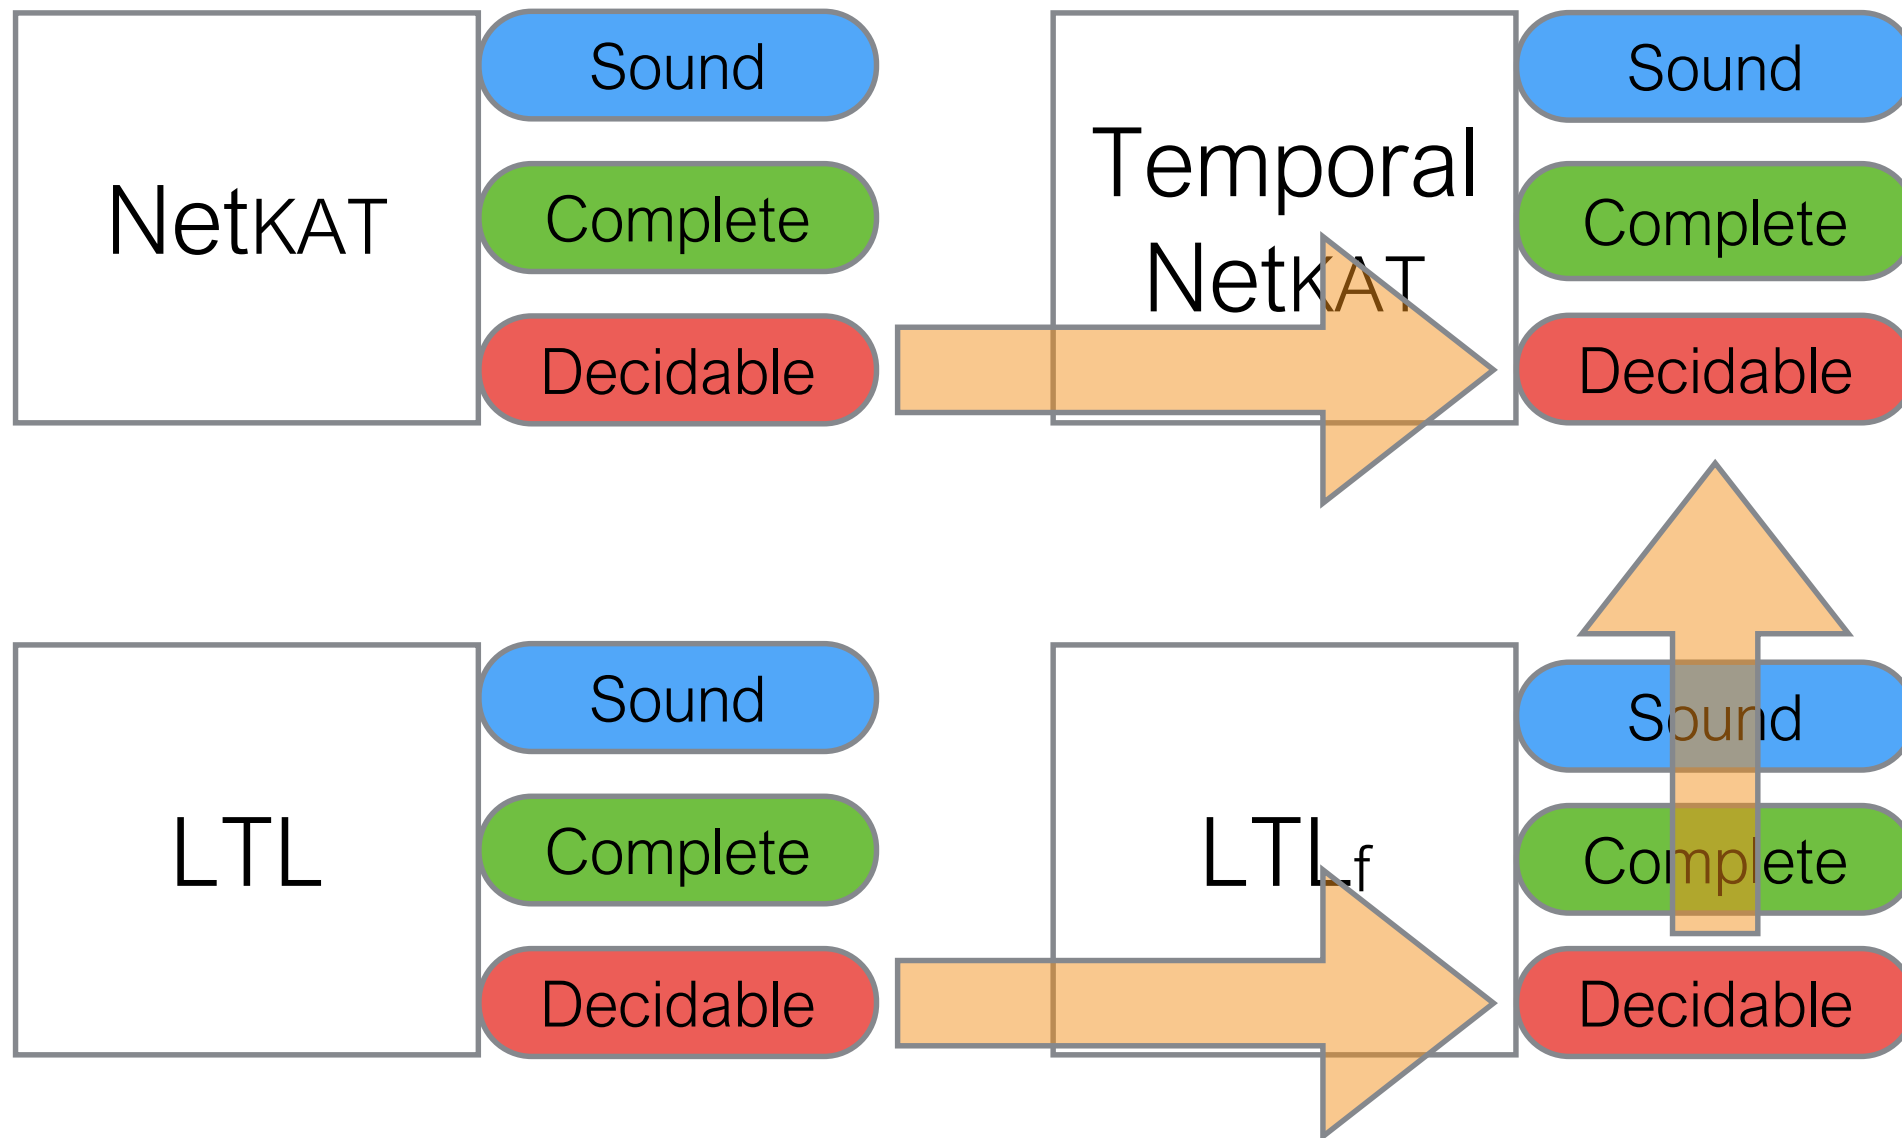 NetKAT
Sound
Complete
Decidable
Temporal
NetKAT
Sound
Complete
Decidable
LTL
Sound
Complete
Decidable
LTLf
Sound
Complete
Decidable